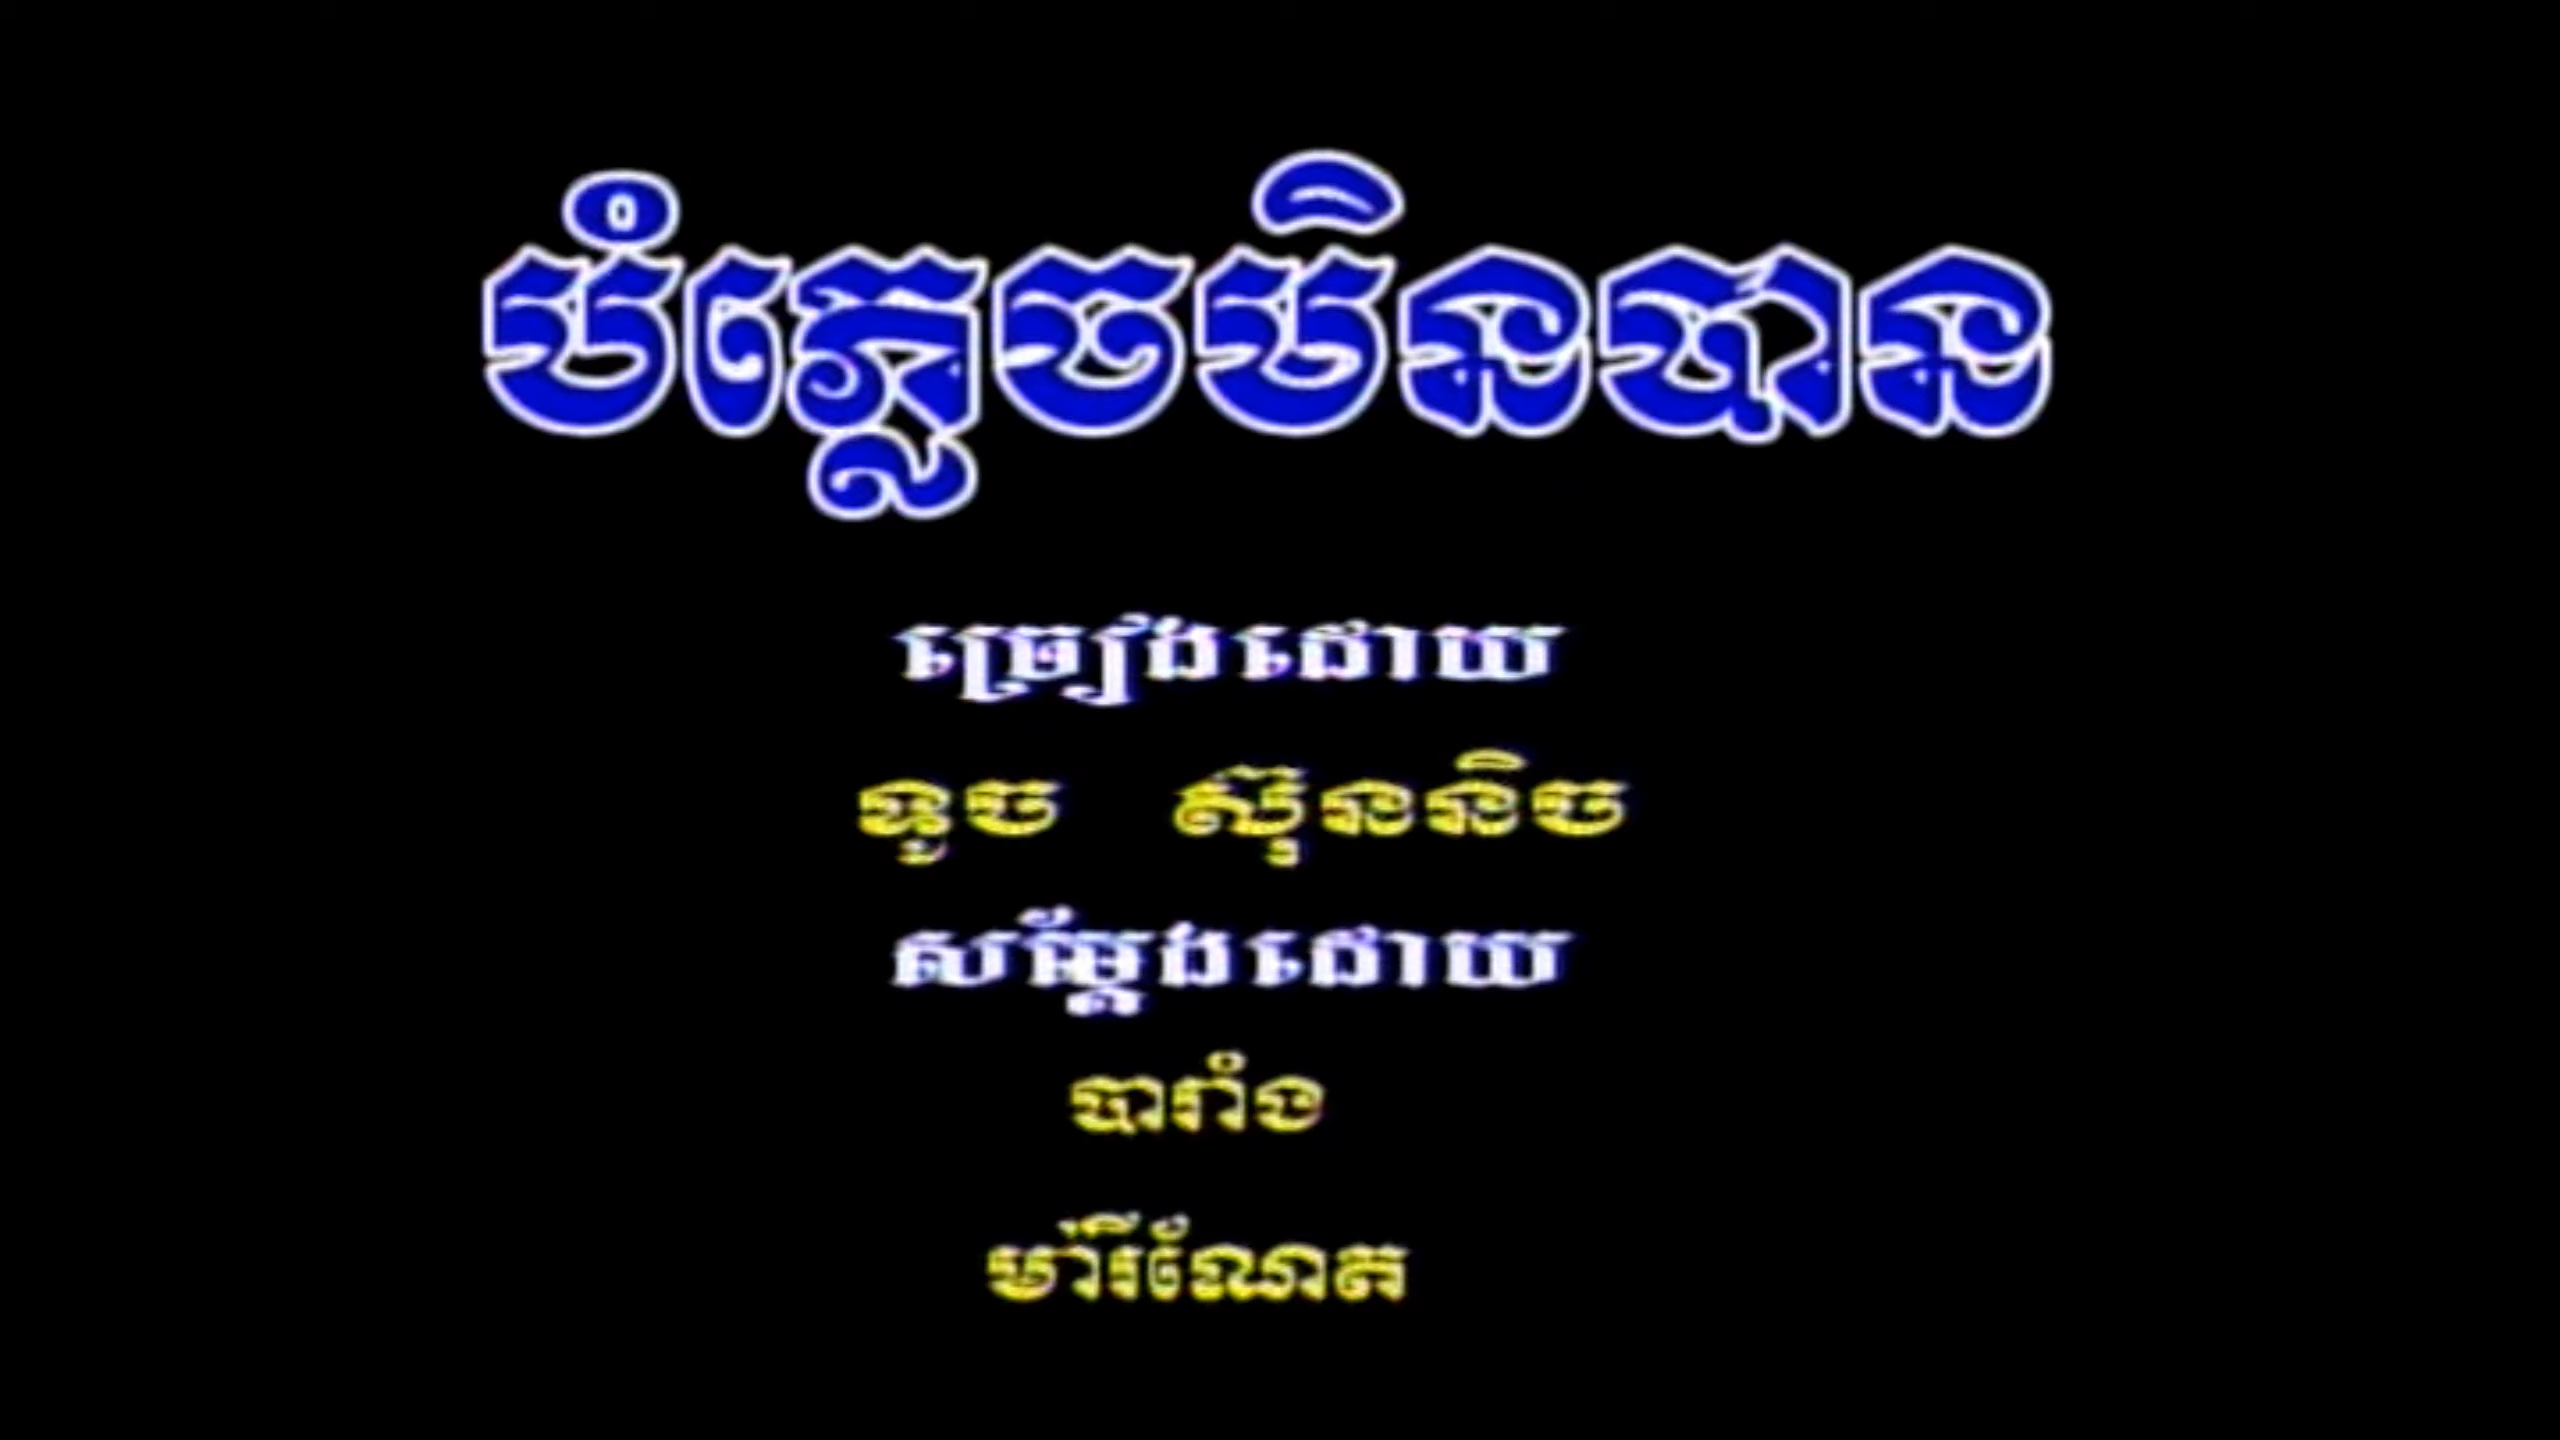 បំភ្លេចមិនបាន
ច្រៀងដោយ
ទូច ស៊ុននិច
សម្ដែងដោយ
បារាំង
ម៉ារីណែត